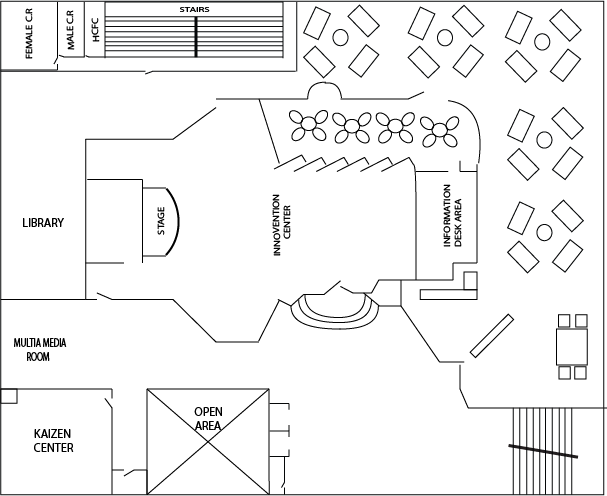 FEMALE C.R
MALE C.R
HCFC
STAIRS
LIBRARY
STAGE
INNOVENTION
CENTER
INFORMATION
DESK AREA
MULTIA MEDIA
ROOM
KAIZEN
CENTER
OPEN
AREA